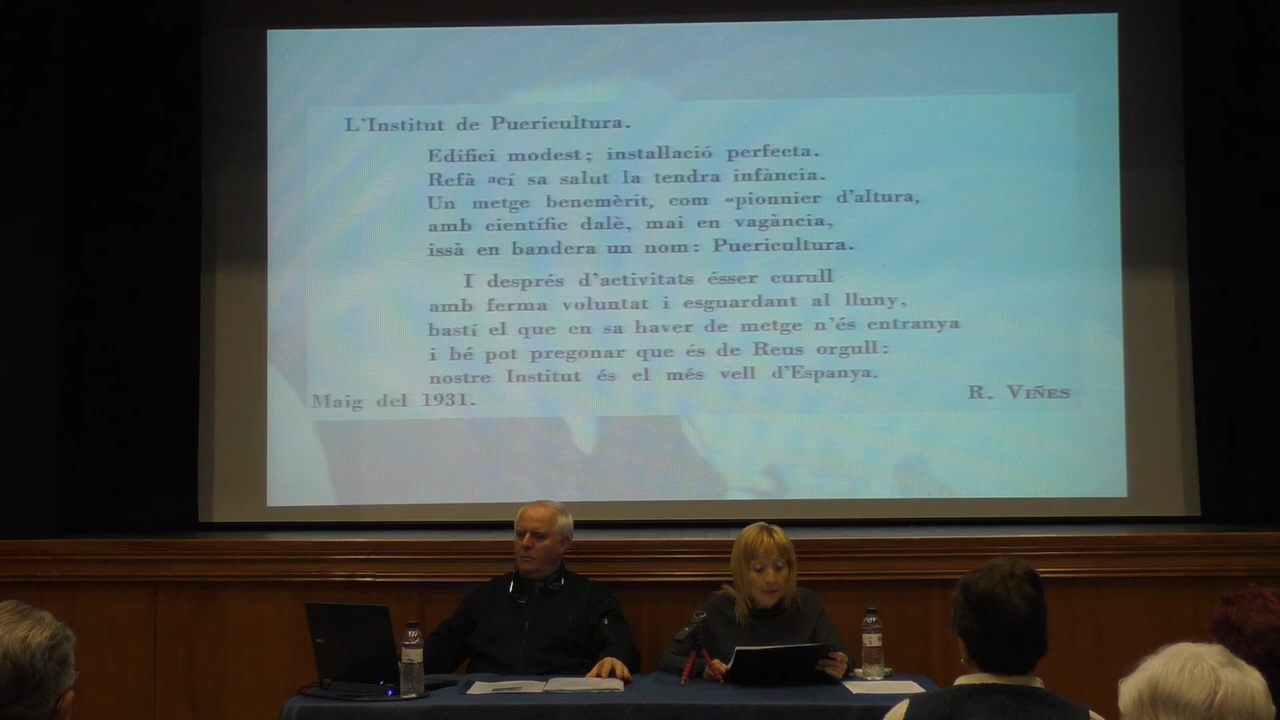 L'Institut de Puericultura.
Edifici modest; installació perfecta.
Refà ací sa salut la tendra infància.
Un metge benemèrit, com «pionnier d'altura,
amb científic dalè, mai en vagància,
issà en bandera un nom: Puericultura.
I després d'activitats ésser curull
amb ferma voluntat i esguardant al lluny,
bastí el que en sa haver de metge n'és entranya
i bé pot pregonar que és de Reus orgull:
nostre Institut és el més vell d'Espanya.
Maig del 1931.
R. VIÑES